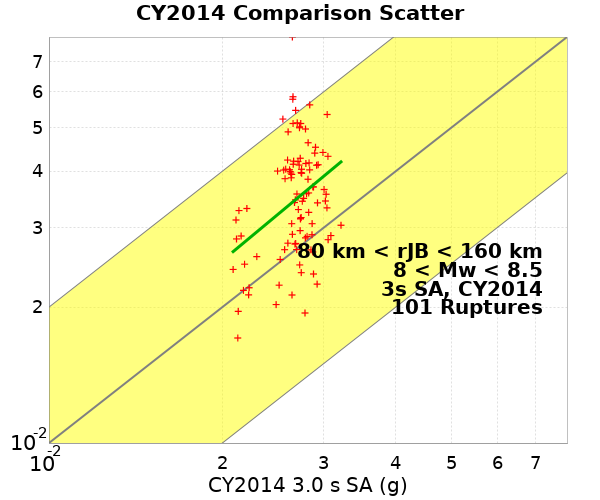 CY2014 Comparison Scatter
7
6
5
4
3
2
10-2
80 km < rJB < 160 km
8 < Mw < 8.5
3s SA, CY2014
101 Ruptures
10-2 2 3 4 5 6 7
CY2014 3.0 s SA (g)